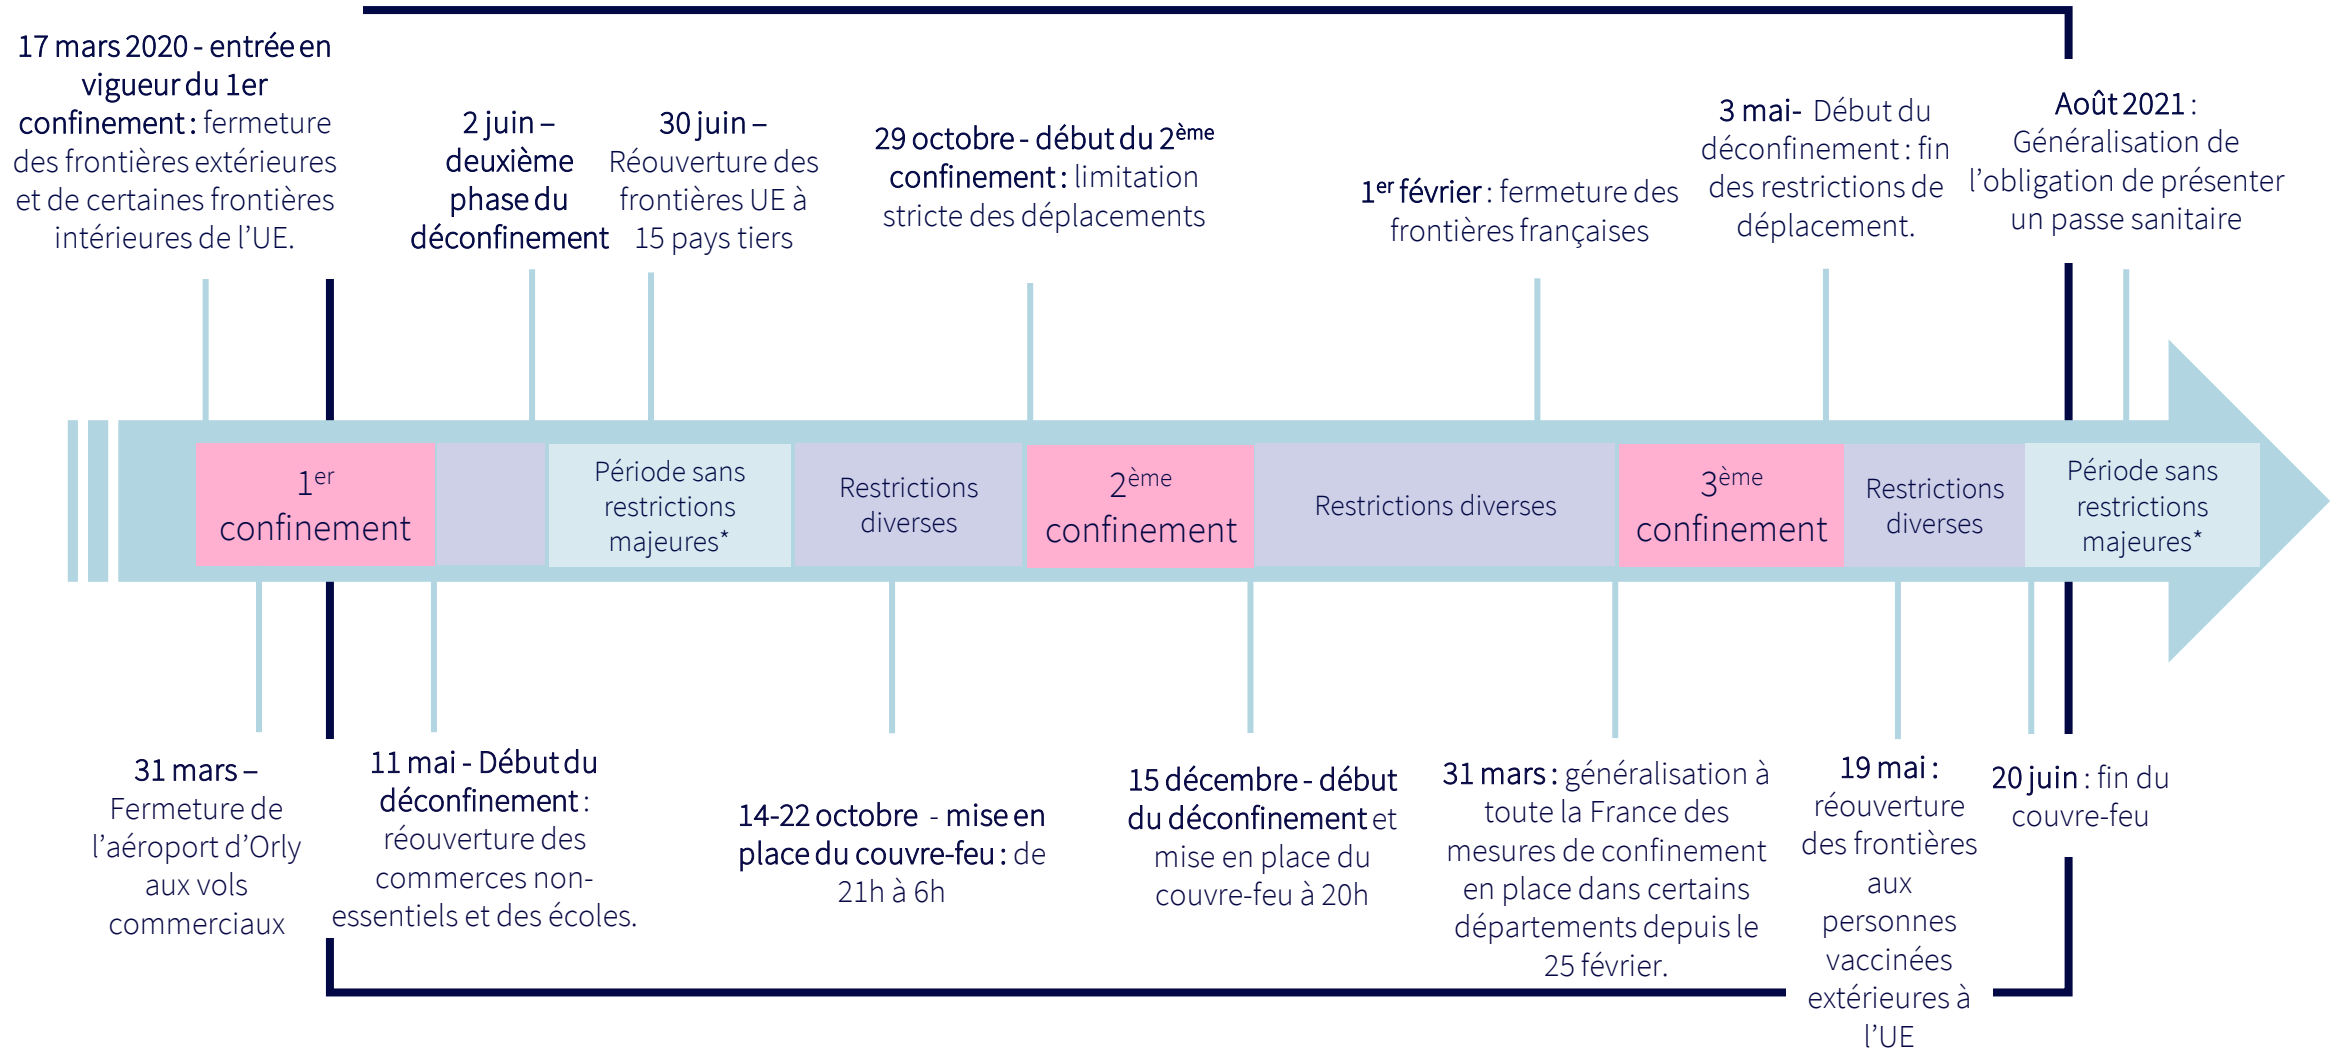 17 mars 2020 - entrée en
vigueur du 1er
confinement : fermeture
des frontières extérieures
et de certaines frontières
intérieures de l’UE.
2 juin –
deuxième
phase du
déconfinement
30 juin –
Réouverture des
frontières UE à
15 pays tiers
29 octobre - début du 2ème
confinement : limitation
stricte des déplacements
1er février : fermeture des
frontières françaises
3 mai- Début du
déconfinement : fin
des restrictions de
déplacement.
Août 2021 :
Généralisation de
l’obligation de présenter
un passe sanitaire
1er
confinement
Période sans
restrictions
majeures*
Restrictions
diverses
2ème
confinement
Restrictions diverses
3ème
confinement
Restrictions
diverses
Période sans
restrictions
majeures*
31 mars –
Fermeture de
l’aéroport d’Orly
aux vols
commerciaux
11 mai - Début du
déconfinement :
réouverture des
commerces non-
essentiels et des écoles.
14-22 octobre - mise en
place du couvre-feu : de
21h à 6h
15 décembre - début
du déconfinement et
mise en place du
couvre-feu à 20h
31 mars : généralisation à
toute la France des
mesures de confinement
en place dans certains
départements depuis le
25 février.
19 mai :
réouverture
des frontières
aux
personnes
vaccinées
extérieures à
l’UE
20 juin : fin du
couvre-feu